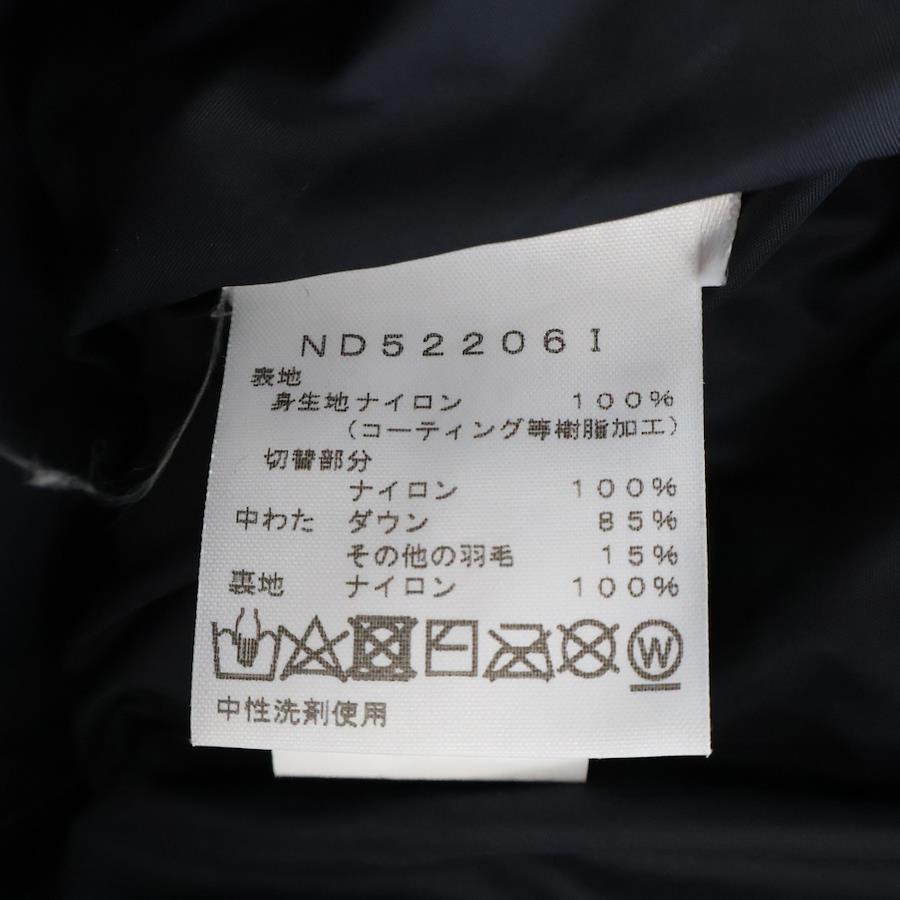 ND52206I
表地
身生地ナイロン 100%
(コーティング等樹脂加工)
切替部分
ナイロン 100%
中わた ダウン 85%
その他の羽毛 15%
裏地 ナイロン 100%
W
中性洗剤使用